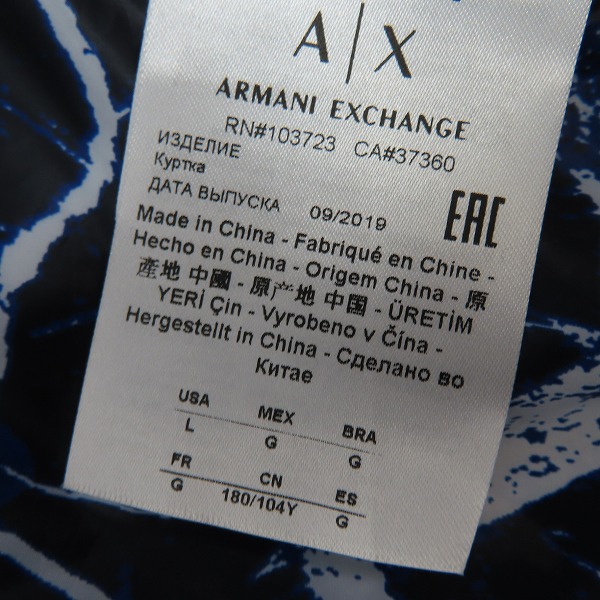 A|X
ARMANI EXCHANGE
RN#103723 CA#37360
ИЗДЕЛИЕ
Куртка
ДАТА ВЫПУСКА 09/2019
EAC
Made in China - Fabriqué en Chine -
Hecho en China - Origem China - 原
産地 中國 - 原产地 中国 - ÜRETİM
YERİ Çin - Vyrobeno v Čína -
Hergestellt in China - Сделано во
Китае
USA MEX BRA
L G G
FR CN ES
G 180/104Y G